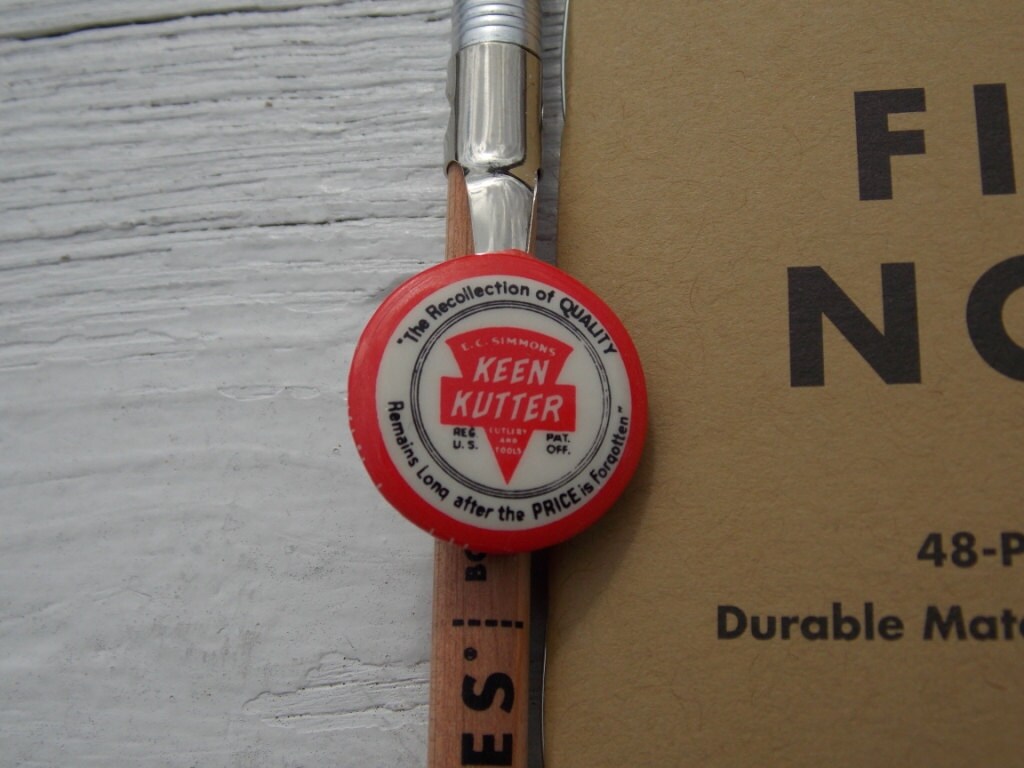 "The Recollection of QUALITY
Remains Long after the PRICE is Forgotten"
E.C. SIMMONS
KEEN
KUTTER
REG. U.S.
CUTLERY
AND
TOOLS
PAT. OFF.
ES®
FI
NO
48-P
Durable Mate